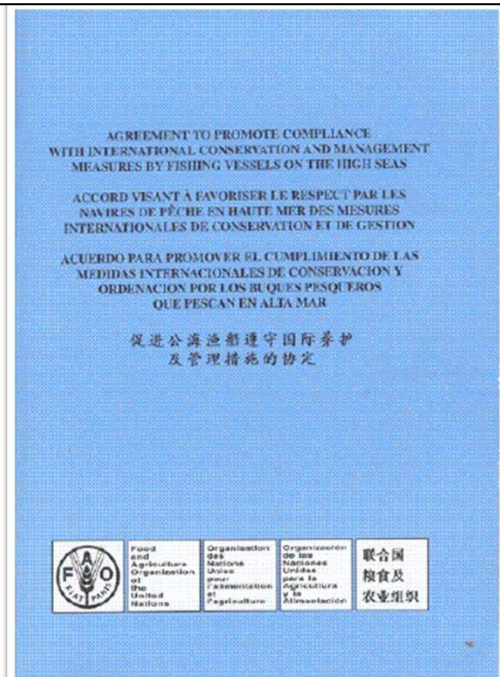 AGREEMENT TO PROMOTE COMPLIANCE
WITH INTERNATIONAL CONSERVATION AND MANAGEMENT
MEASURES BY FISHING VESSELS ON THE HIGH SEAS
ACCORD VISANT À FAVORISER LE RESPECT PAR LES
NAVIRES DE PÊCHE EN HAUTE MER DES MESURES
INTERNATIONALES DE CONSERVATION ET DE GESTION
ACUERDO PARA PROMOVER EL CUMPLIMIENTO DE LAS
MEDIDAS INTERNACIONALES DE CONSERVACION Y
ORDENACION POR LOS BUQUES PESQUEROS
QUE PESCAN EN ALTA MAR
促进公海渔船遵守国际养护
及管理措施的协定
FAO
FIAT PANIS
Food
and
Agriculture
Organization
of
the
United
Nations
Organisation
des
Nations
Unies
pour
l'alimentation
et
l'agriculture
Organización
de las
Naciones
Unidas
para la
Agricultura
y la
Alimentación
联合国
粮食及
农业组织